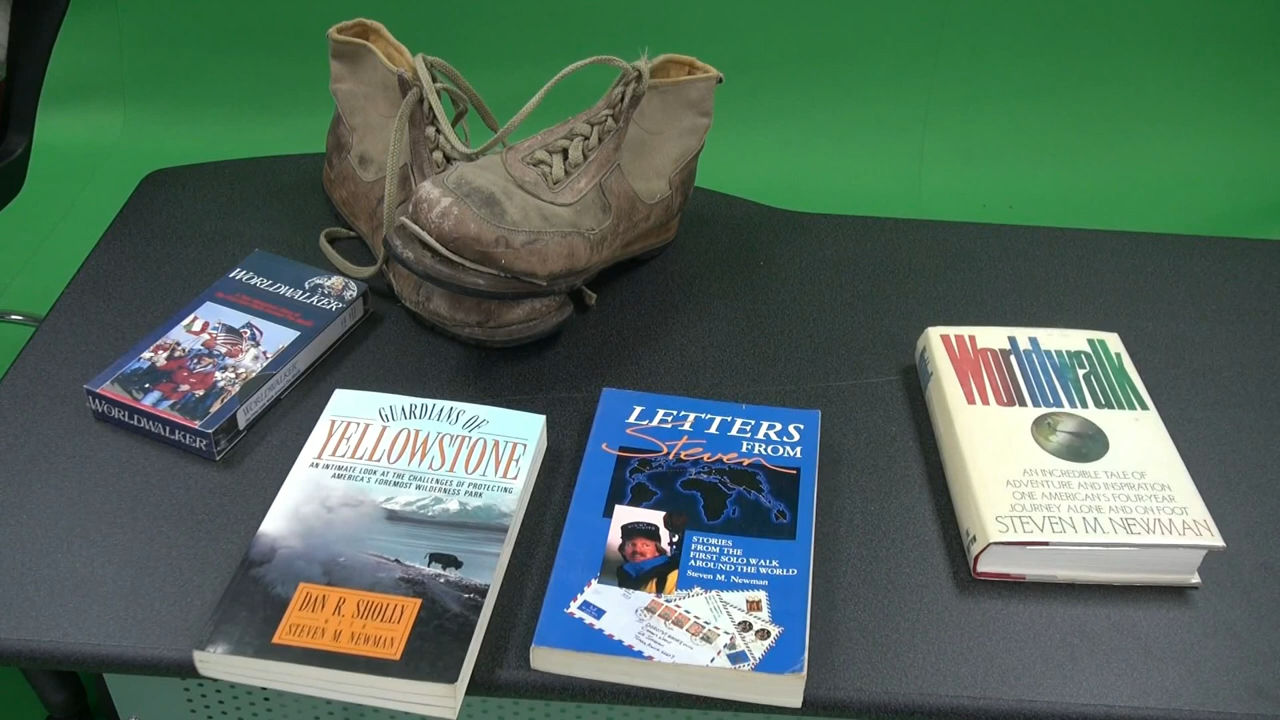 WORLDWALKER
WORLDWALKER
WORLDWALKER
GUARDIANS OF
YELLOWSTONE
AN INTIMATE LOOK AT THE CHALLENGES OF PROTECTING
AMERICA'S FOREMOST WILDERNESS PARK
DAN R. SHOLLY
WITH
STEVEN M. NEWMAN
LETTERS
FROM
Steven
STORIES
FROM THE
FIRST SOLO WALK
AROUND THE WORLD
Steven M. Newman
Worldwalk
AN INCREDIBLE TALE OF
ADVENTURE AND INSPIRATION
ONE AMERICAN'S FOUR-YEAR
JOURNEY ALONE AND ON FOOT
STEVEN M. NEWMAN